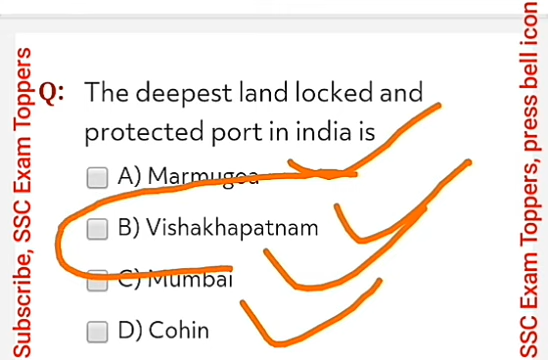 Subscribe, SSC Exam Toppers
Q: The deepest land locked and
protected port in india is
A) Marmugoa
B) Vishakhapatnam
C) Mumbai
D) Cohin
SSC Exam Toppers, press bell icon